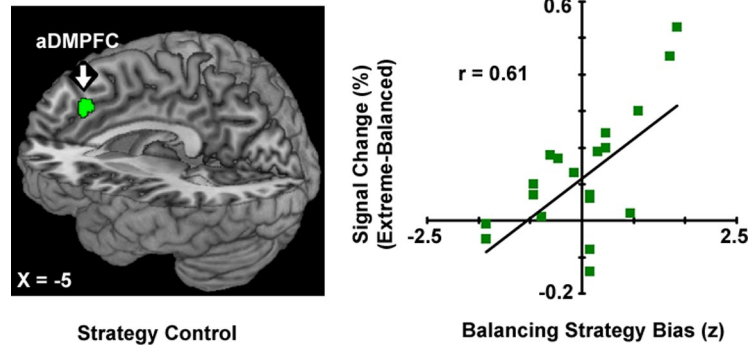 aDMPFC
X = -5
Strategy Control
0.6
r = 0.61
Signal Change (%)
(Extreme-Balanced)
-2.5
2.5
-0.2
Balancing Strategy Bias (z)